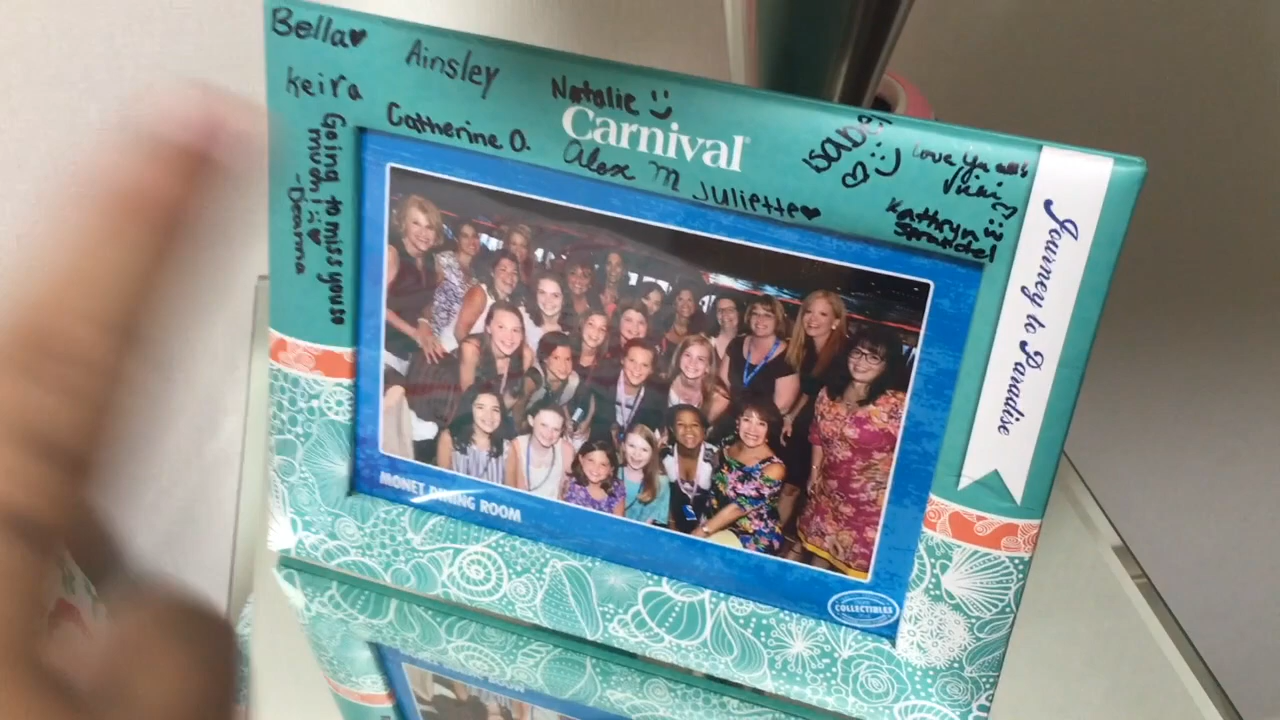 Bella♥
Ainsley
Natalie
Keira
Catherine O.
Carnival
Alex M
Juliette♥
ISABEL
Love Ya
Kathryn
Going to miss you so
much!
-Deanna
Journey to Paradise
MONET DINING ROOM
COLLECTIBLES